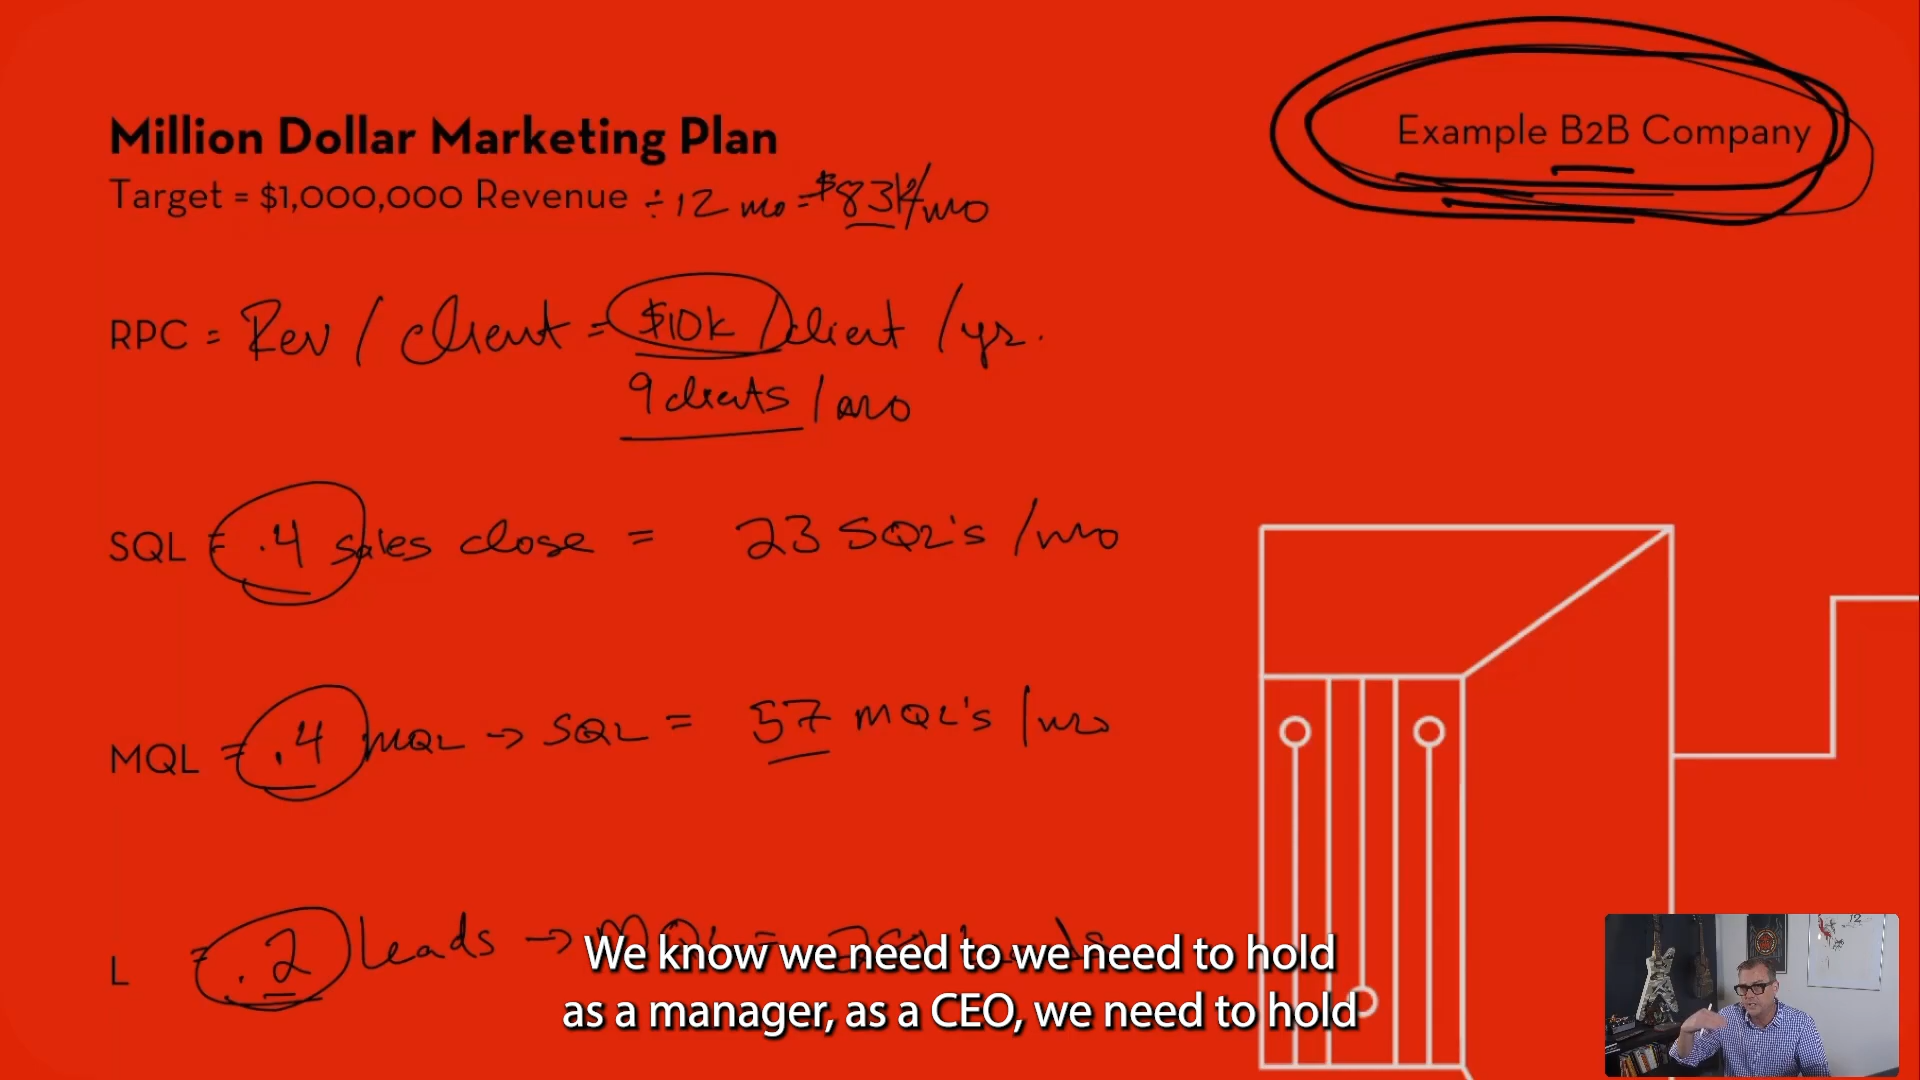 Example B2B Company
Million Dollar Marketing Plan
Target = $1,000,000 Revenue ÷ 12 mo = $83k/mo
RPC = Rev / client = $10k / client / yr.
9 clients / mo
SQL = .4 sales close = 23 SQL's / mo
MQL = .4 MQL → SQL = 57 MQL's / mo
L = .2 leads → MQL =
We know we need to we need to hold
as a manager, as a CEO, we need to hold